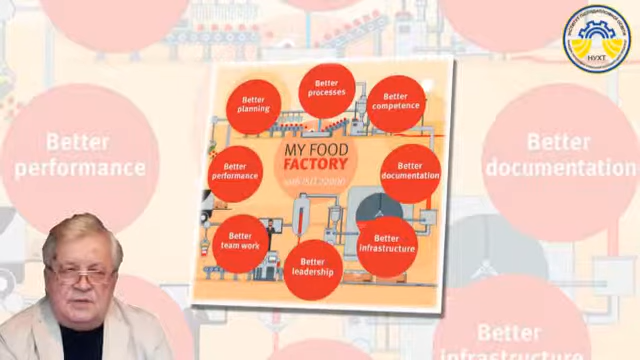 Better
processes
Better
planning
Better
competence
MY FOOD
FACTORY
Better
performance
Better
documentation
Better
team work
Better
infrastructure
Better
leadership
Better
performance
Better
documentation
Better
infrastructure
НУХТ